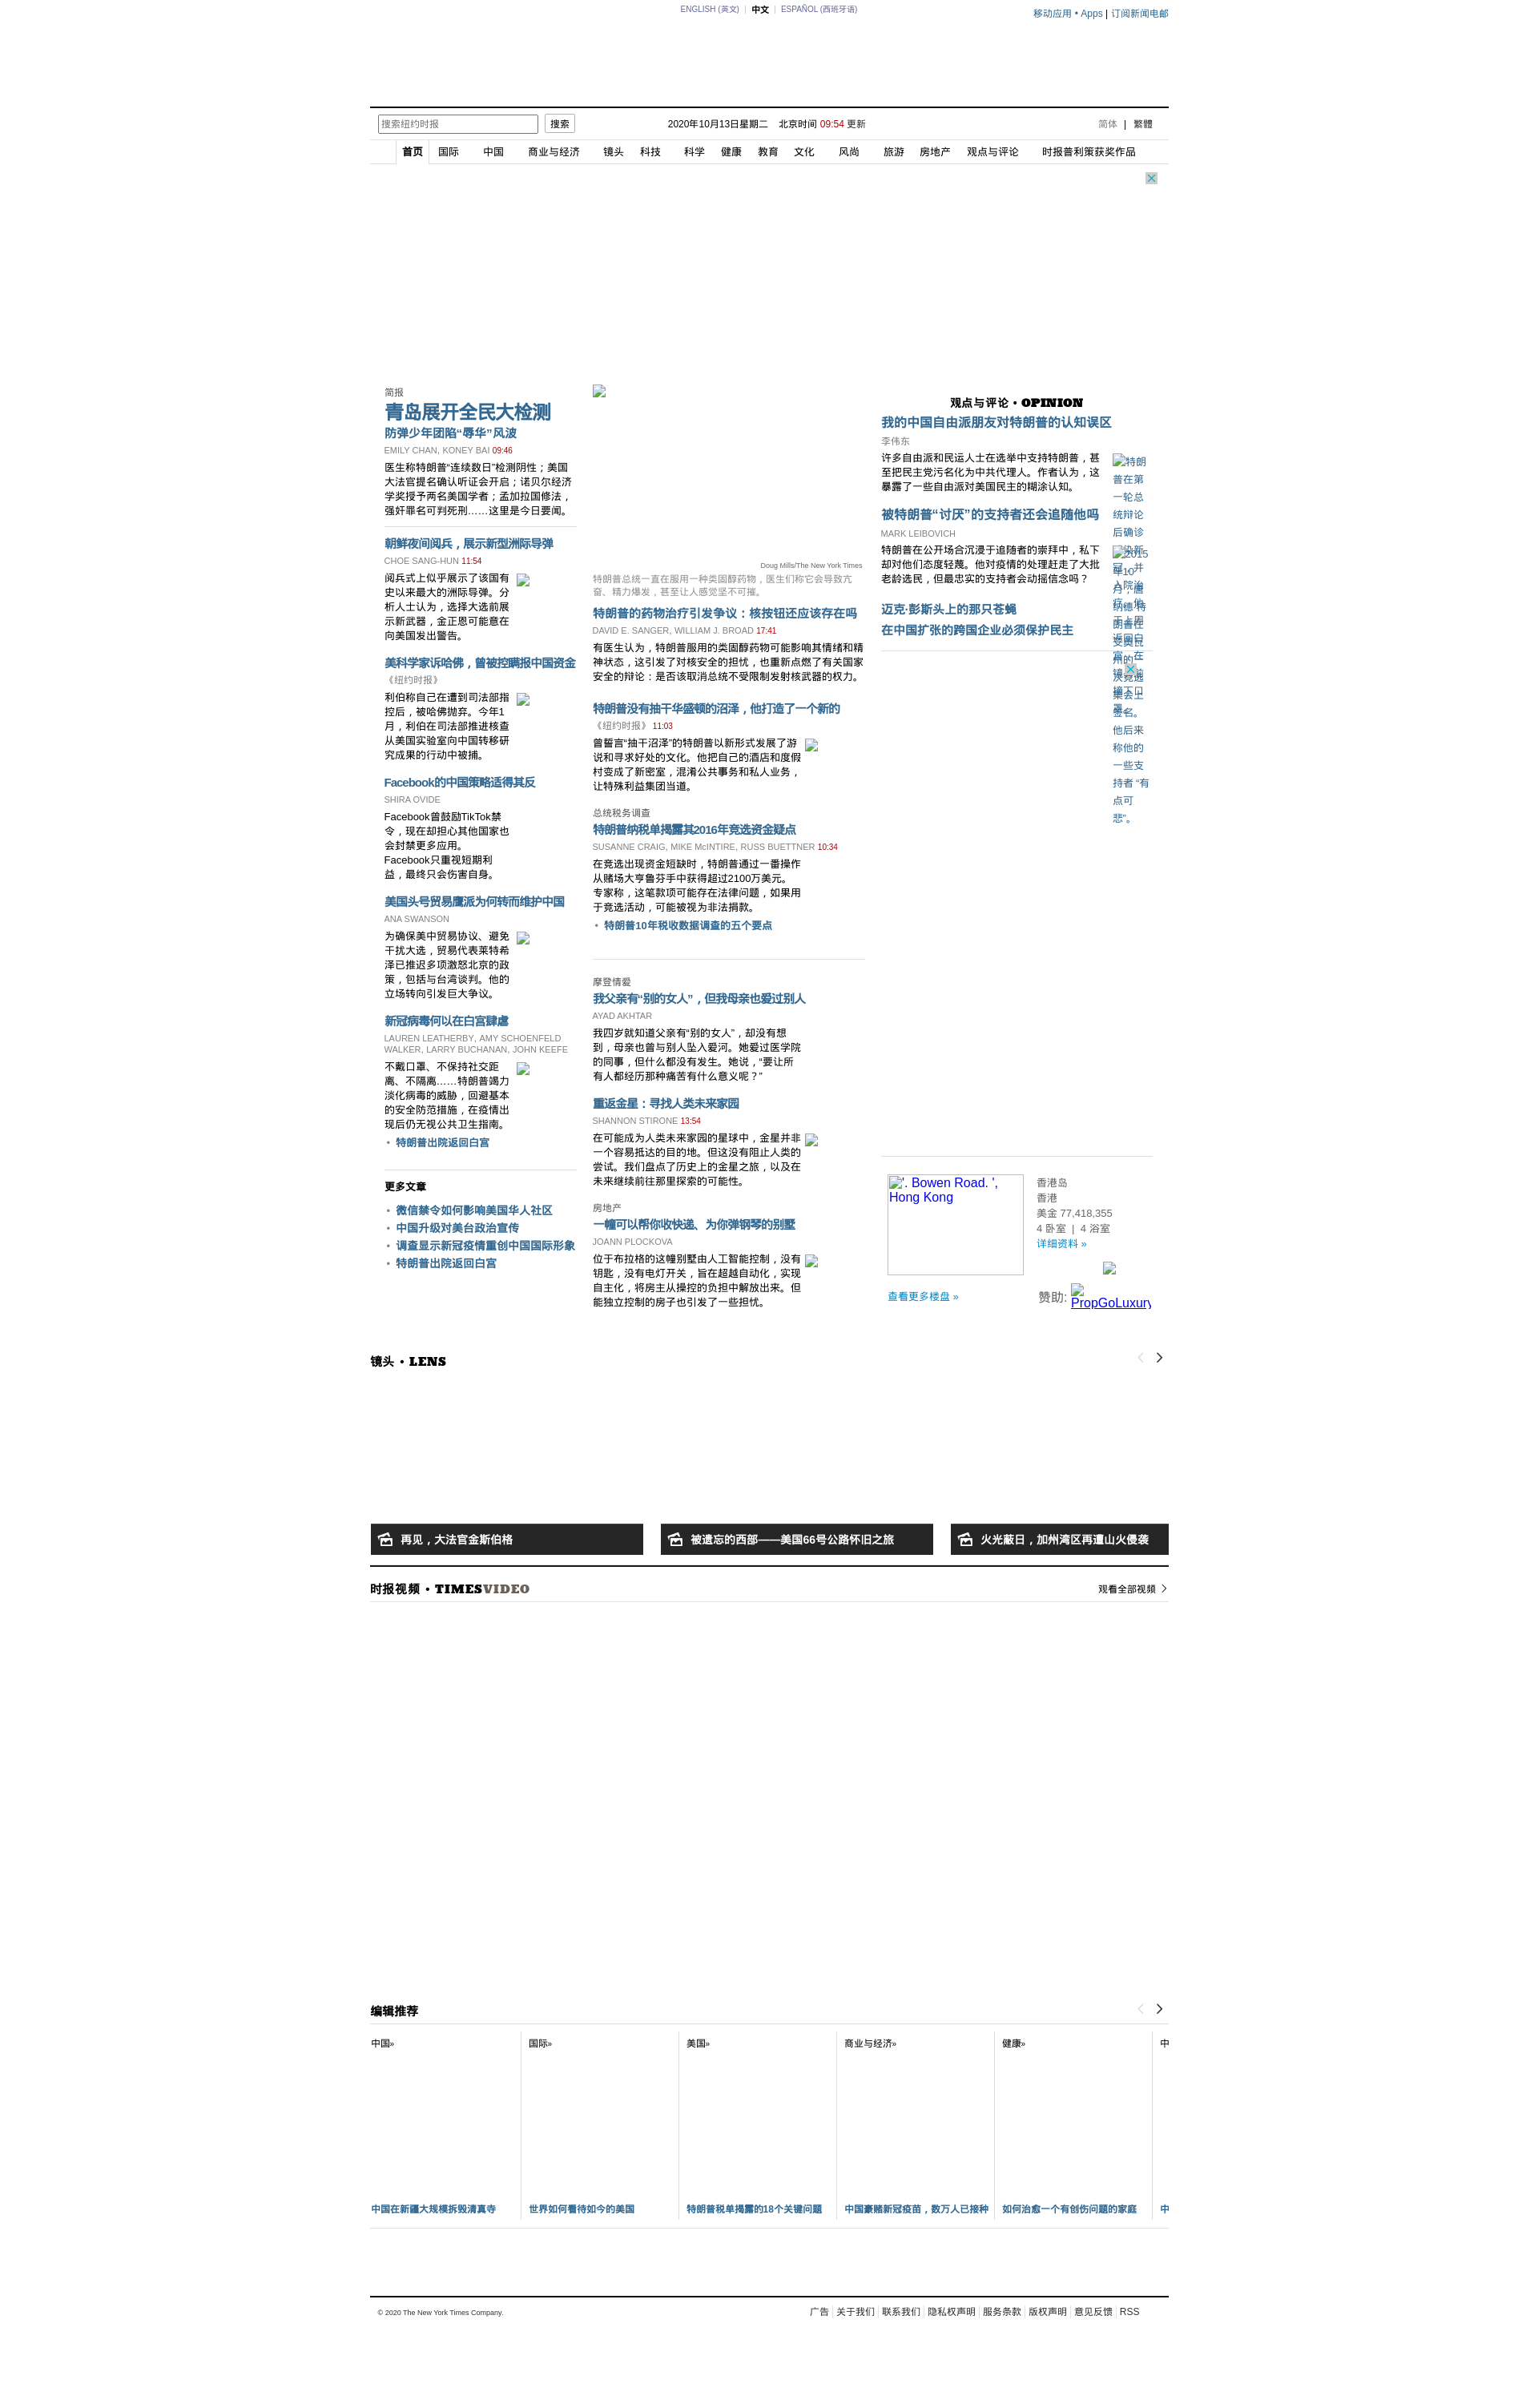 ENGLISH (英文) | 中文 | ESPAÑOL (西班牙语)
移动应用 • Apps | 订阅新闻电邮
搜索纽约时报 搜索 2020年10月13日星期二 北京时间 09:54 更新 简体 | 繁體
首页 国际 中国 商业与经济 镜头 科技 科学 健康 教育 文化 风尚 旅游 房地产 观点与评论 时报普利策获奖作品
简报
青岛展开全民大检测
防弹少年团陷“辱华”风波
EMILY CHAN, KONEY BAI 09:46
医生称特朗普“连续数日”检测阴性；美国
大法官提名确认听证会开启；诺贝尔经济
学奖授予两名美国学者；孟加拉国修法，
强奸罪名可判死刑……这里是今日要闻。
朝鲜夜间阅兵，展示新型洲际导弹
CHOE SANG-HUN 11:54
阅兵式上似乎展示了该国有
史以来最大的洲际导弹。分
析人士认为，选择大选前展
示新武器，金正恩可能意在
向美国发出警告。
美科学家诉哈佛，曾被控瞒报中国资金
《纽约时报》
利伯称自己在遭到司法部指
控后，被哈佛抛弃。今年1
月，利伯在司法部推进核查
从美国实验室向中国转移研
究成果的行动中被捕。
Facebook的中国策略适得其反
SHIRA OVIDE
Facebook曾鼓励TikTok禁
令，现在却担心其他国家也
会封禁更多应用。
Facebook只重视短期利
益，最终只会伤害自身。
美国头号贸易鹰派为何转而维护中国
ANA SWANSON
为确保美中贸易协议、避免
干扰大选，贸易代表莱特希
泽已推迟多项激怒北京的政
策，包括与台湾谈判。他的
立场转向引发巨大争议。
新冠病毒何以在白宫肆虐
LAUREN LEATHERBY, AMY SCHOENFELD
WALKER, LARRY BUCHANAN, JOHN KEEFE
不戴口罩、不保持社交距
离、不隔离……特朗普竭力
淡化病毒的威胁，回避基本
的安全防范措施，在疫情出
现后仍无视公共卫生指南。
• 特朗普出院返回白宫
更多文章
• 微信禁令如何影响美国华人社区
• 中国升级对美台政治宣传
• 调查显示新冠疫情重创中国国际形象
• 特朗普出院返回白宫
Doug Mills/The New York Times
特朗普总统一直在服用一种类固醇药物，医生们称它会导致亢
奋、精力爆发，甚至让人感觉坚不可摧。
特朗普的药物治疗引发争议：核按钮还应该存在吗
DAVID E. SANGER, WILLIAM J. BROAD 17:41
有医生认为，特朗普服用的类固醇药物可能影响其情绪和精
神状态，这引发了对核安全的担忧，也重新点燃了有关国家
安全的辩论：是否该取消总统不受限制发射核武器的权力。
特朗普没有抽干华盛顿的沼泽，他打造了一个新的
《纽约时报》 11:03
曾誓言“抽干沼泽”的特朗普以新形式发展了游
说和寻求好处的文化。他把自己的酒店和度假
村变成了新密室，混淆公共事务和私人业务，
让特殊利益集团当道。
总统税务调查
特朗普纳税单揭露其2016年竞选资金疑点
SUSANNE CRAIG, MIKE McINTIRE, RUSS BUETTNER 10:34
在竞选出现资金短缺时，特朗普通过一番操作
从赌场大亨鲁芬手中获得超过2100万美元。
专家称，这笔款项可能存在法律问题，如果用
于竞选活动，可能被视为非法捐款。
• 特朗普10年税收数据调查的五个要点
摩登情爱
我父亲有“别的女人”，但我母亲也爱过别人
AYAD AKHTAR
我四岁就知道父亲有“别的女人”，却没有想
到，母亲也曾与别人坠入爱河。她爱过医学院
的同事，但什么都没有发生。她说，“要让所
有人都经历那种痛苦有什么意义呢？”
重返金星：寻找人类未来家园
SHANNON STIRONE 13:54
在可能成为人类未来家园的星球中，金星并非
一个容易抵达的目的地。但这没有阻止人类的
尝试。我们盘点了历史上的金星之旅，以及在
未来继续前往那里探索的可能性。
房地产
一幢可以帮你收快递、为你弹钢琴的别墅
JOANN PLOCKOVA
位于布拉格的这幢别墅由人工智能控制，没有
钥匙，没有电灯开关，旨在超越自动化，实现
自主化，将房主从操控的负担中解放出来。但
能独立控制的房子也引发了一些担忧。
观点与评论 • OPINION
我的中国自由派朋友对特朗普的认知误区
李伟东
许多自由派和民运人士在选举中支持特朗普，甚
至把民主党污名化为中共代理人。作者认为，这
暴露了一些自由派对美国民主的糊涂认知。
特朗
普在第
一轮总
统辩论
后确诊
被特朗普“讨厌”的支持者还会追随他吗
MARK LEIBOVICH
特朗普在公开场合沉浸于追随者的崇拜中，私下
却对他们态度轻蔑。他对疫情的处理赶走了大批
老龄选民，但最忠实的支持者会动摇信念吗？
迈克·彭斯头上的那只苍蝇
在中国扩张的跨国企业必须保护民主
签名。
他后来
称他的
一些支
持者 “有
点可
悲”。
'. Bowen Road. ',
Hong Kong
香港岛
香港
美金 77,418,355
4 卧室 | 4 浴室
详细资料 »
查看更多楼盘 »
赞助: PropGoLuxury
镜头 • LENS
再见，大法官金斯伯格
被遗忘的西部——美国66号公路怀旧之旅
火光蔽日，加州湾区再遭山火侵袭
时报视频 • TIMESVIDEO
观看全部视频
编辑推荐
中国» 国际» 美国» 商业与经济» 健康» 中
中国在新疆大规模拆毁清真寺 世界如何看待如今的美国 特朗普税单揭露的18个关键问题 中国豪赌新冠疫苗，数万人已接种 如何治愈一个有创伤问题的家庭 中
© 2020 The New York Times Company.
广告 关于我们 联系我们 隐私权声明 服务条款 版权声明 意见反馈 RSS